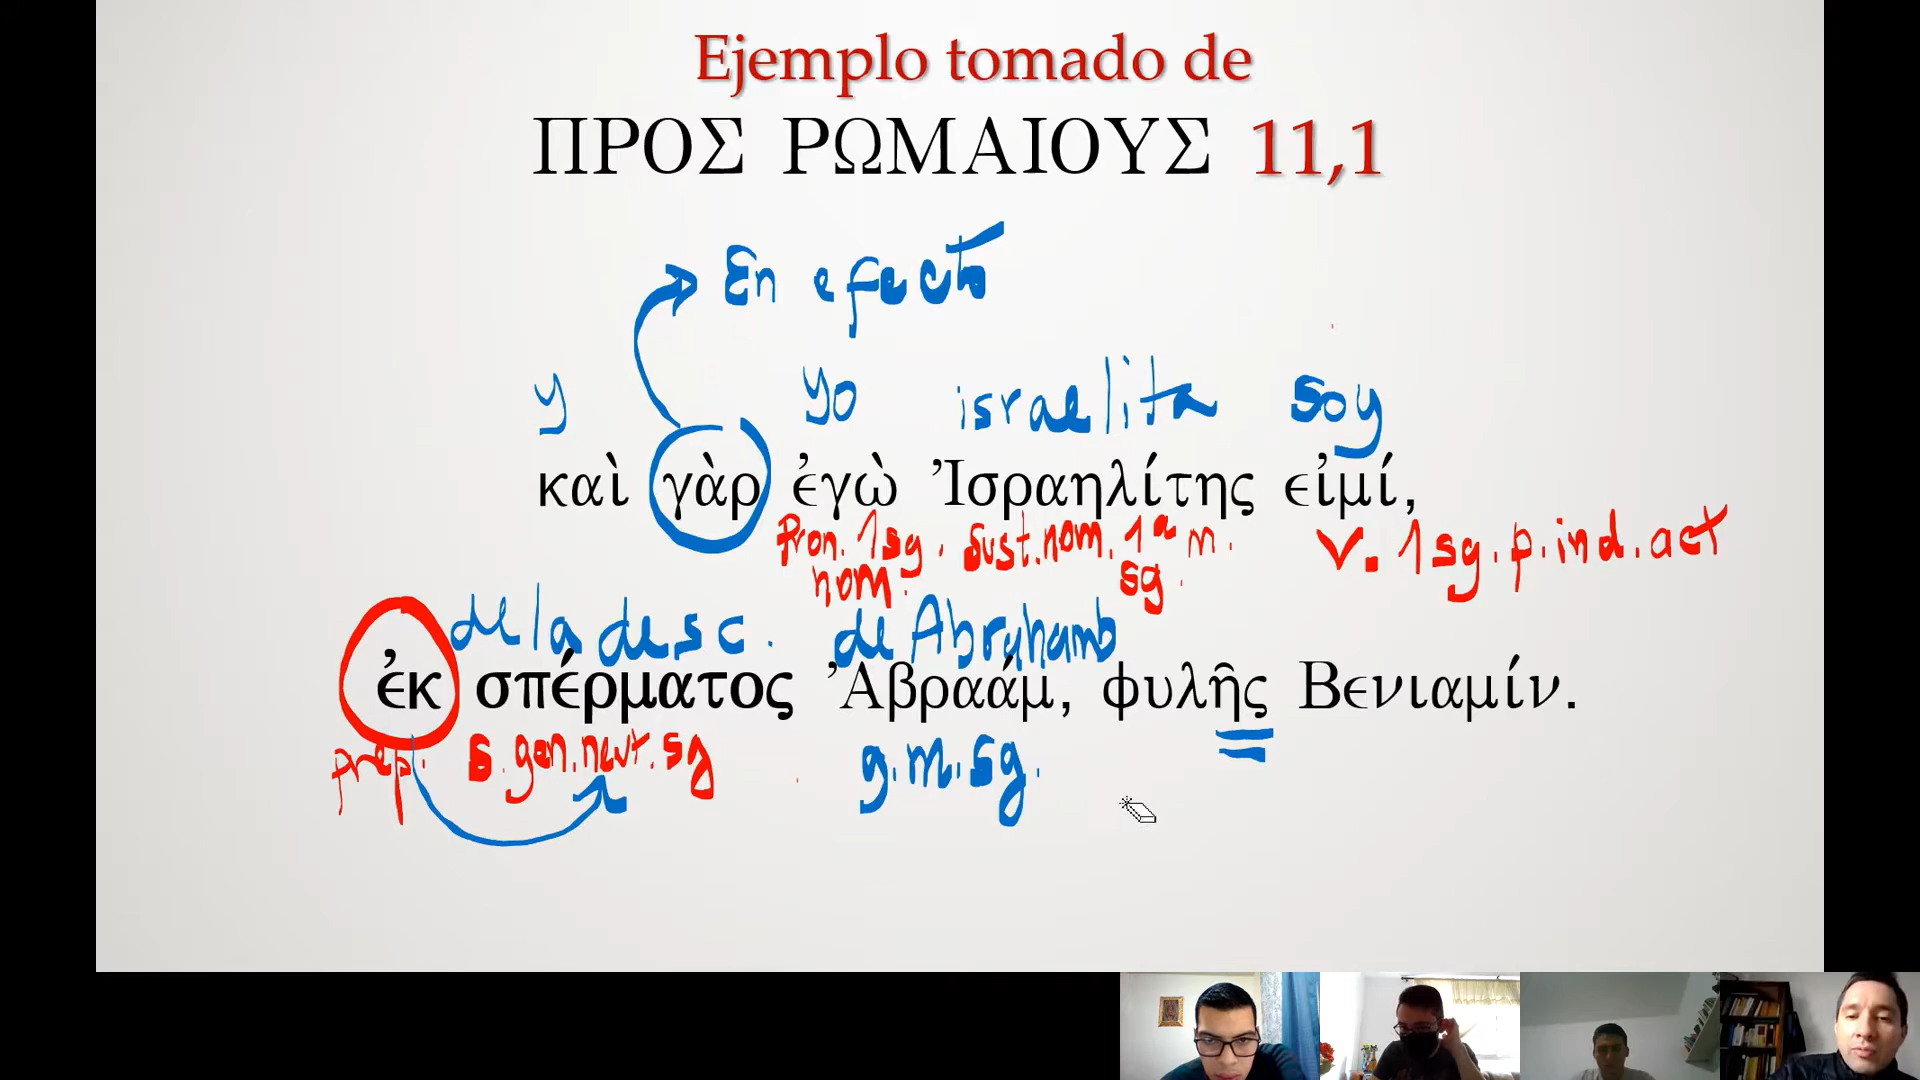 Ejemplo tomado de
ΠΡΟΣ ΡΩΜΑΙΟΥΣ 11,1
En efecto
y yo israelita soy
καὶ γὰρ ἐγὼ Ἰσραηλίτης εἰμί,
Pron. 1sg. Sust. nom. 1ª m. V. 1sg. p. ind. act
nom. sg.
de la desc. de Abrahamb
ἐκ σπέρματος Ἀβραάμ, φυλῆς Βενιαμίν.
prep. s. gen. neut. sg g. m. sg.